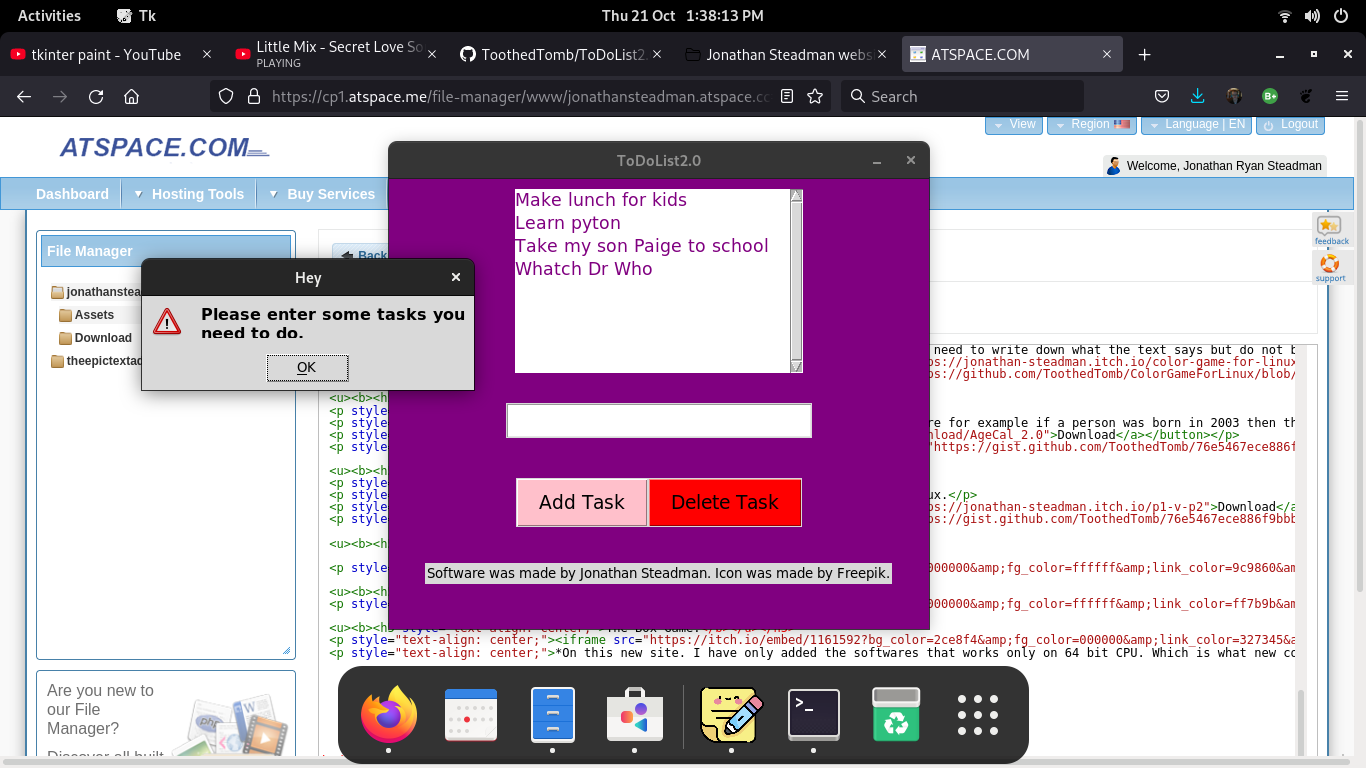 Activities
Tk
Thu 21 Oct 1:38:13 PM
tkinter paint - YouTube
Little Mix - Secret Love So
PLAYING
ToothedTomb/ToDoList2.
Jonathan Steadman webs
ATSPACE.COM
https://cp1.atspace.me/file-manager/www/jonathansteadman.atspace.cc
Search
View
Region
Language | EN
Logout
ATSPACE.COM
Welcome, Jonathan Ryan Steadman
Dashboard
Hosting Tools
Buy Services
feedback
support
File Manager
Back
jonathanstea
Assets
Download
theepictextad
ToDoList2.0
Make lunch for kids
Learn pyton
Take my son Paige to school
Whatch Dr Who
Add Task
Delete Task
Software was made by Jonathan Steadman. Icon was made by Freepik.
Hey
Please enter some tasks you
need to do.
OK
need to write down what the text says but do not b
ps://jonathan-steadman.itch.io/color-game-for-linux
ps://github.com/ToothedTomb/ColorGameForLinux/blob/
<u><b><h
<p style=
<p style= re for example if a person was born in 2003 then th
<p style= nload/AgeCal 2.0">Download</a></button></p>
<p style= "https://gist.github.com/ToothedTomb/76e5467ece886f
<u><b><h
<p style=
<p style= ux.</p>
<p style= ps://jonathan-steadman.itch.io/p1-v-p2">Download</a
<p style= ps://gist.github.com/ToothedTomb/76e5467ece886f9bbb
<u><b><h
<p style= 000000&amp;fg_color=ffffff&amp;link_color=9c9860&am
<u><b><h
<p style= 000000&amp;fg_color=ffffff&amp;link_color=ff7b9b&am
<p style="text-align: center;"><iframe src="https://itch.io/embed/1161592?bg_color=2ce8f4&amp;fg_color=000000&amp;link_color=327345&a
<p style="text-align: center;">*On this new site. I have only added the softwares that works only on 64 bit CPU. Which is what new co
Are you new to
our File
Manager?
Discover all built